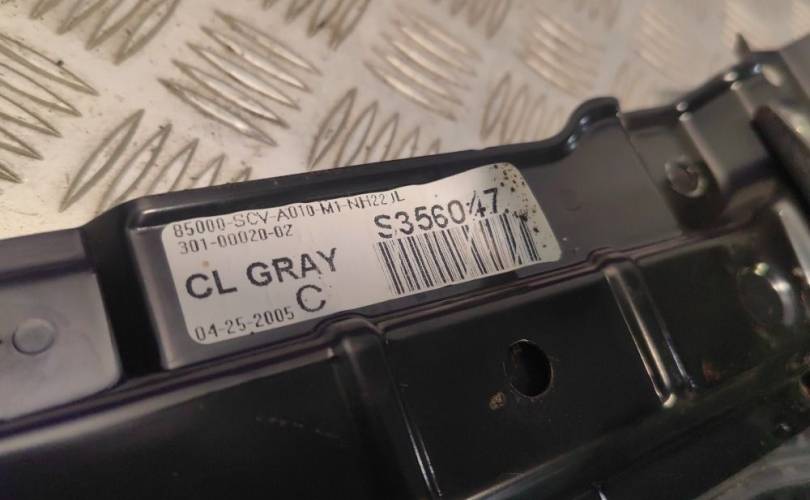 85000-SCV-A010-M1-NH22JL
301-00020-02
S356047
CL GRAY
C
04-25-2005